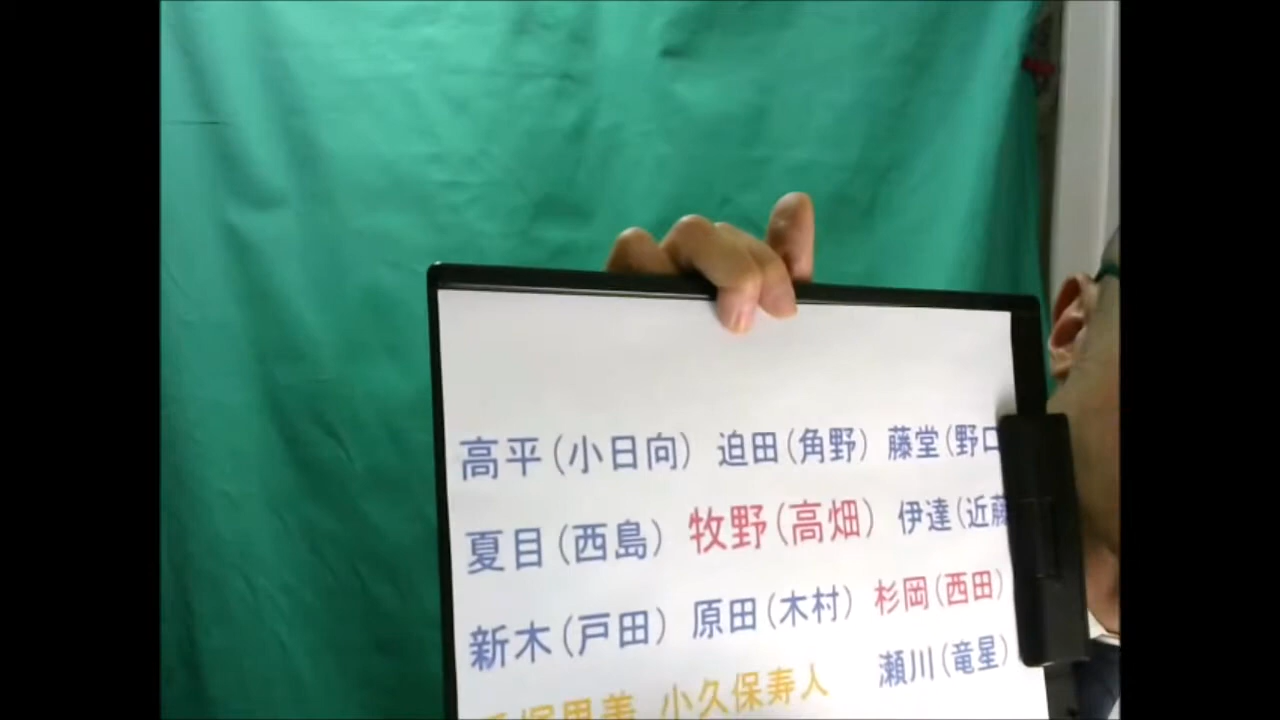 高平(小日向) 迫田(角野) 藤堂(野口
夏目(西島) 牧野(高畑) 伊達(近藤
新木(戸田) 原田(木村) 杉岡(西田)
小久保寿人 瀬川(竜星)